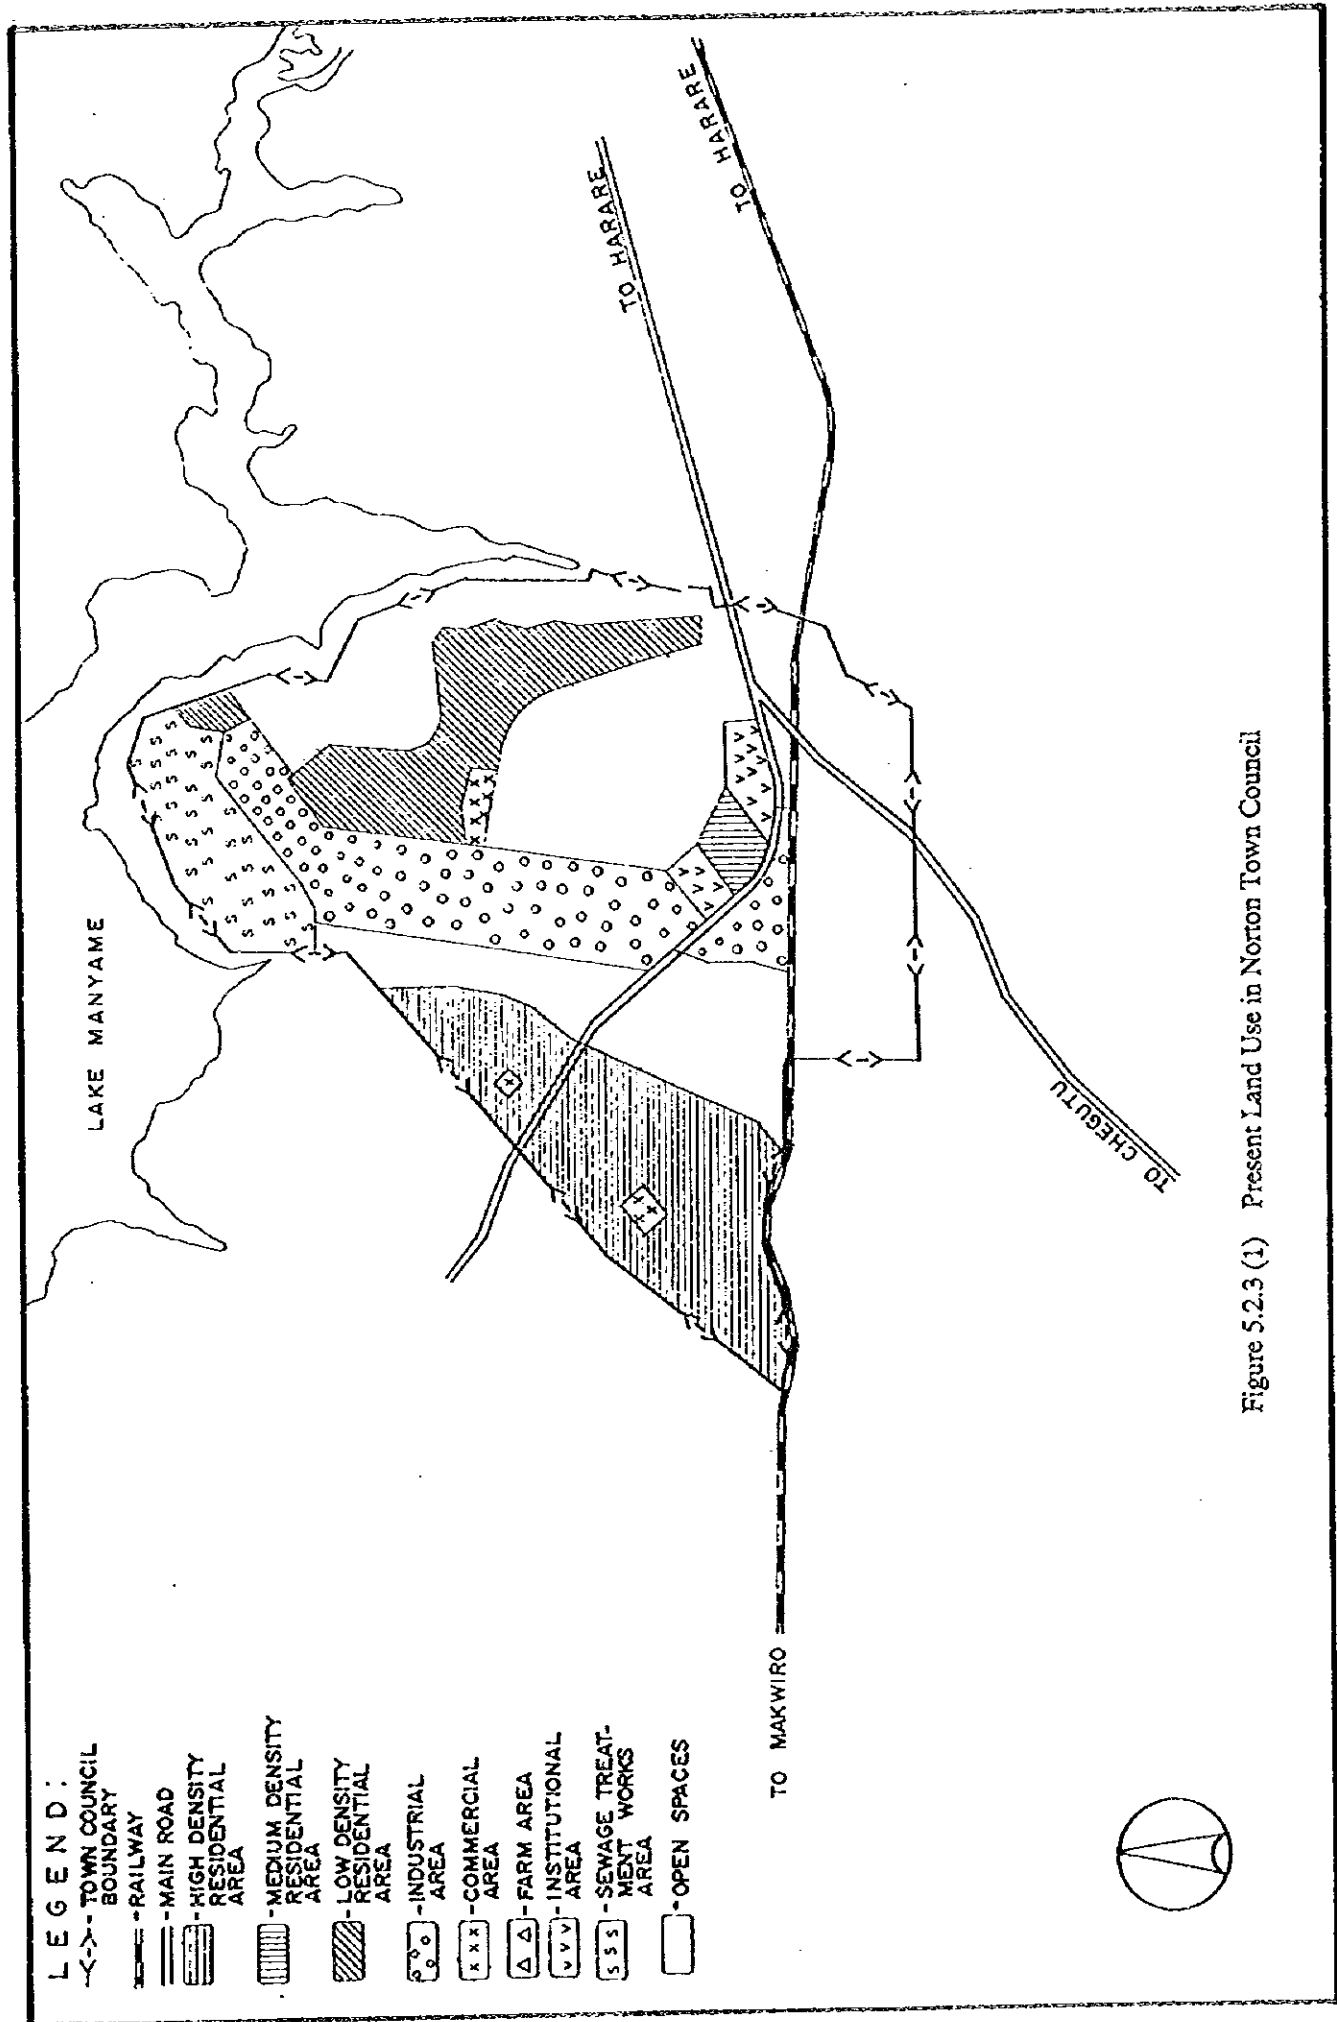 LEGEND:
<-> - TOWN COUNCIL
BOUNDARY
- RAILWAY
- MAIN ROAD
- HIGH DENSITY
RESIDENTIAL
AREA
- MEDIUM DENSITY
RESIDENTIAL
AREA
- LOW DENSITY
RESIDENTIAL
AREA
- INDUSTRIAL
AREA
x x x - COMMERCIAL
AREA
- FARM AREA
v v v - INSTITUTIONAL
AREA
S S S - SEWAGE TREAT-
MENT WORKS
AREA
- OPEN SPACES
LAKE MANYAME
TO HARARE
TO HARARE
TO CHEGUTU
TO MAKWIRO
Figure 5.2.3 (1) Present Land Use in Norton Town Council